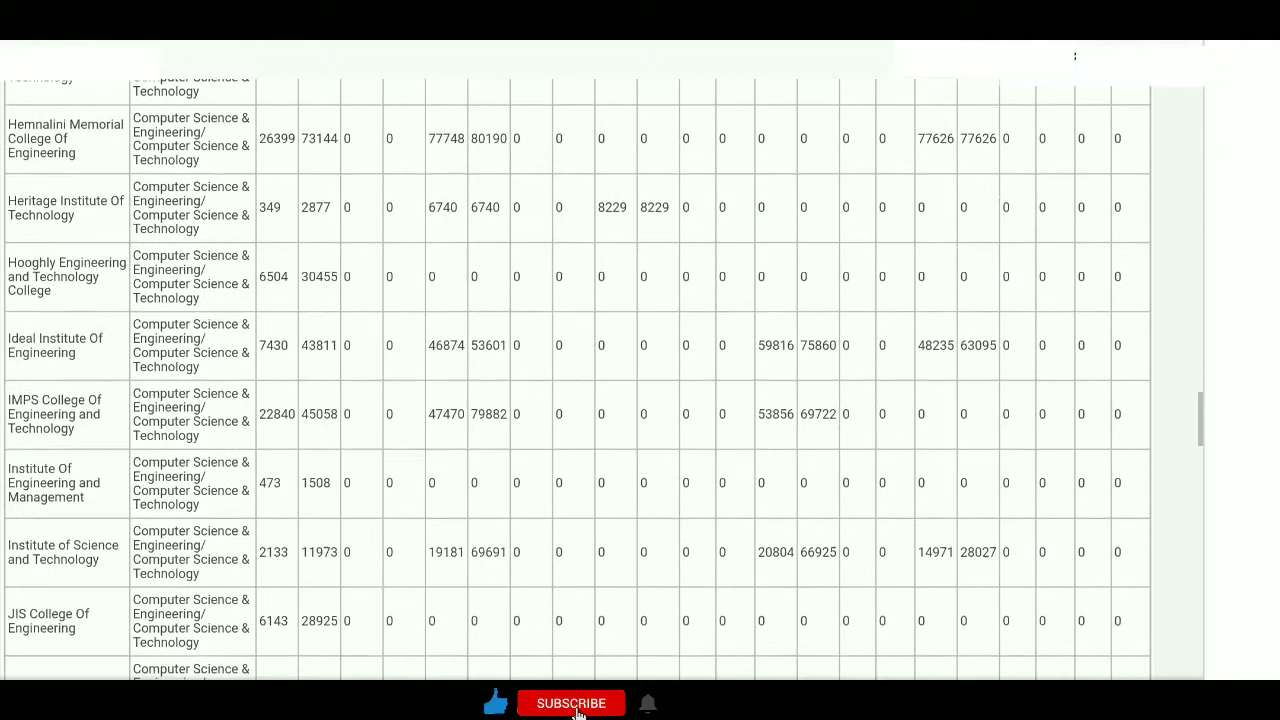 Computer Science &
Technology
Hemnalini Memorial College Of Engineering
Computer Science & Engineering/ Computer Science & Technology
26399 73144 0 0 77748 80190 0 0 0 0 0 0 0 0 0 0 77626 77626 0 0 0 0
Heritage Institute Of Technology
Computer Science & Engineering/ Computer Science & Technology
349 2877 0 0 6740 6740 0 0 8229 8229 0 0 0 0 0 0 0 0 0 0 0 0
Hooghly Engineering and Technology College
Computer Science & Engineering/ Computer Science & Technology
6504 30455 0 0 0 0 0 0 0 0 0 0 0 0 0 0 0 0 0 0 0 0
Ideal Institute Of Engineering
Computer Science & Engineering/ Computer Science & Technology
7430 43811 0 0 46874 53601 0 0 0 0 0 0 59816 75860 0 0 48235 63095 0 0 0 0
IMPS College Of Engineering and Technology
Computer Science & Engineering/ Computer Science & Technology
22840 45058 0 0 47470 79882 0 0 0 0 0 0 53856 69722 0 0 0 0 0 0 0 0
Institute Of Engineering and Management
Computer Science & Engineering/ Computer Science & Technology
473 1508 0 0 0 0 0 0 0 0 0 0 0 0 0 0 0 0 0 0 0 0
Institute of Science and Technology
Computer Science & Engineering/ Computer Science & Technology
2133 11973 0 0 19181 69691 0 0 0 0 0 0 20804 66925 0 0 14971 28027 0 0 0 0
JIS College Of Engineering
Computer Science & Engineering/ Computer Science & Technology
6143 28925 0 0 0 0 0 0 0 0 0 0 0 0 0 0 0 0 0 0 0 0
Computer Science &
SUBSCRIBE